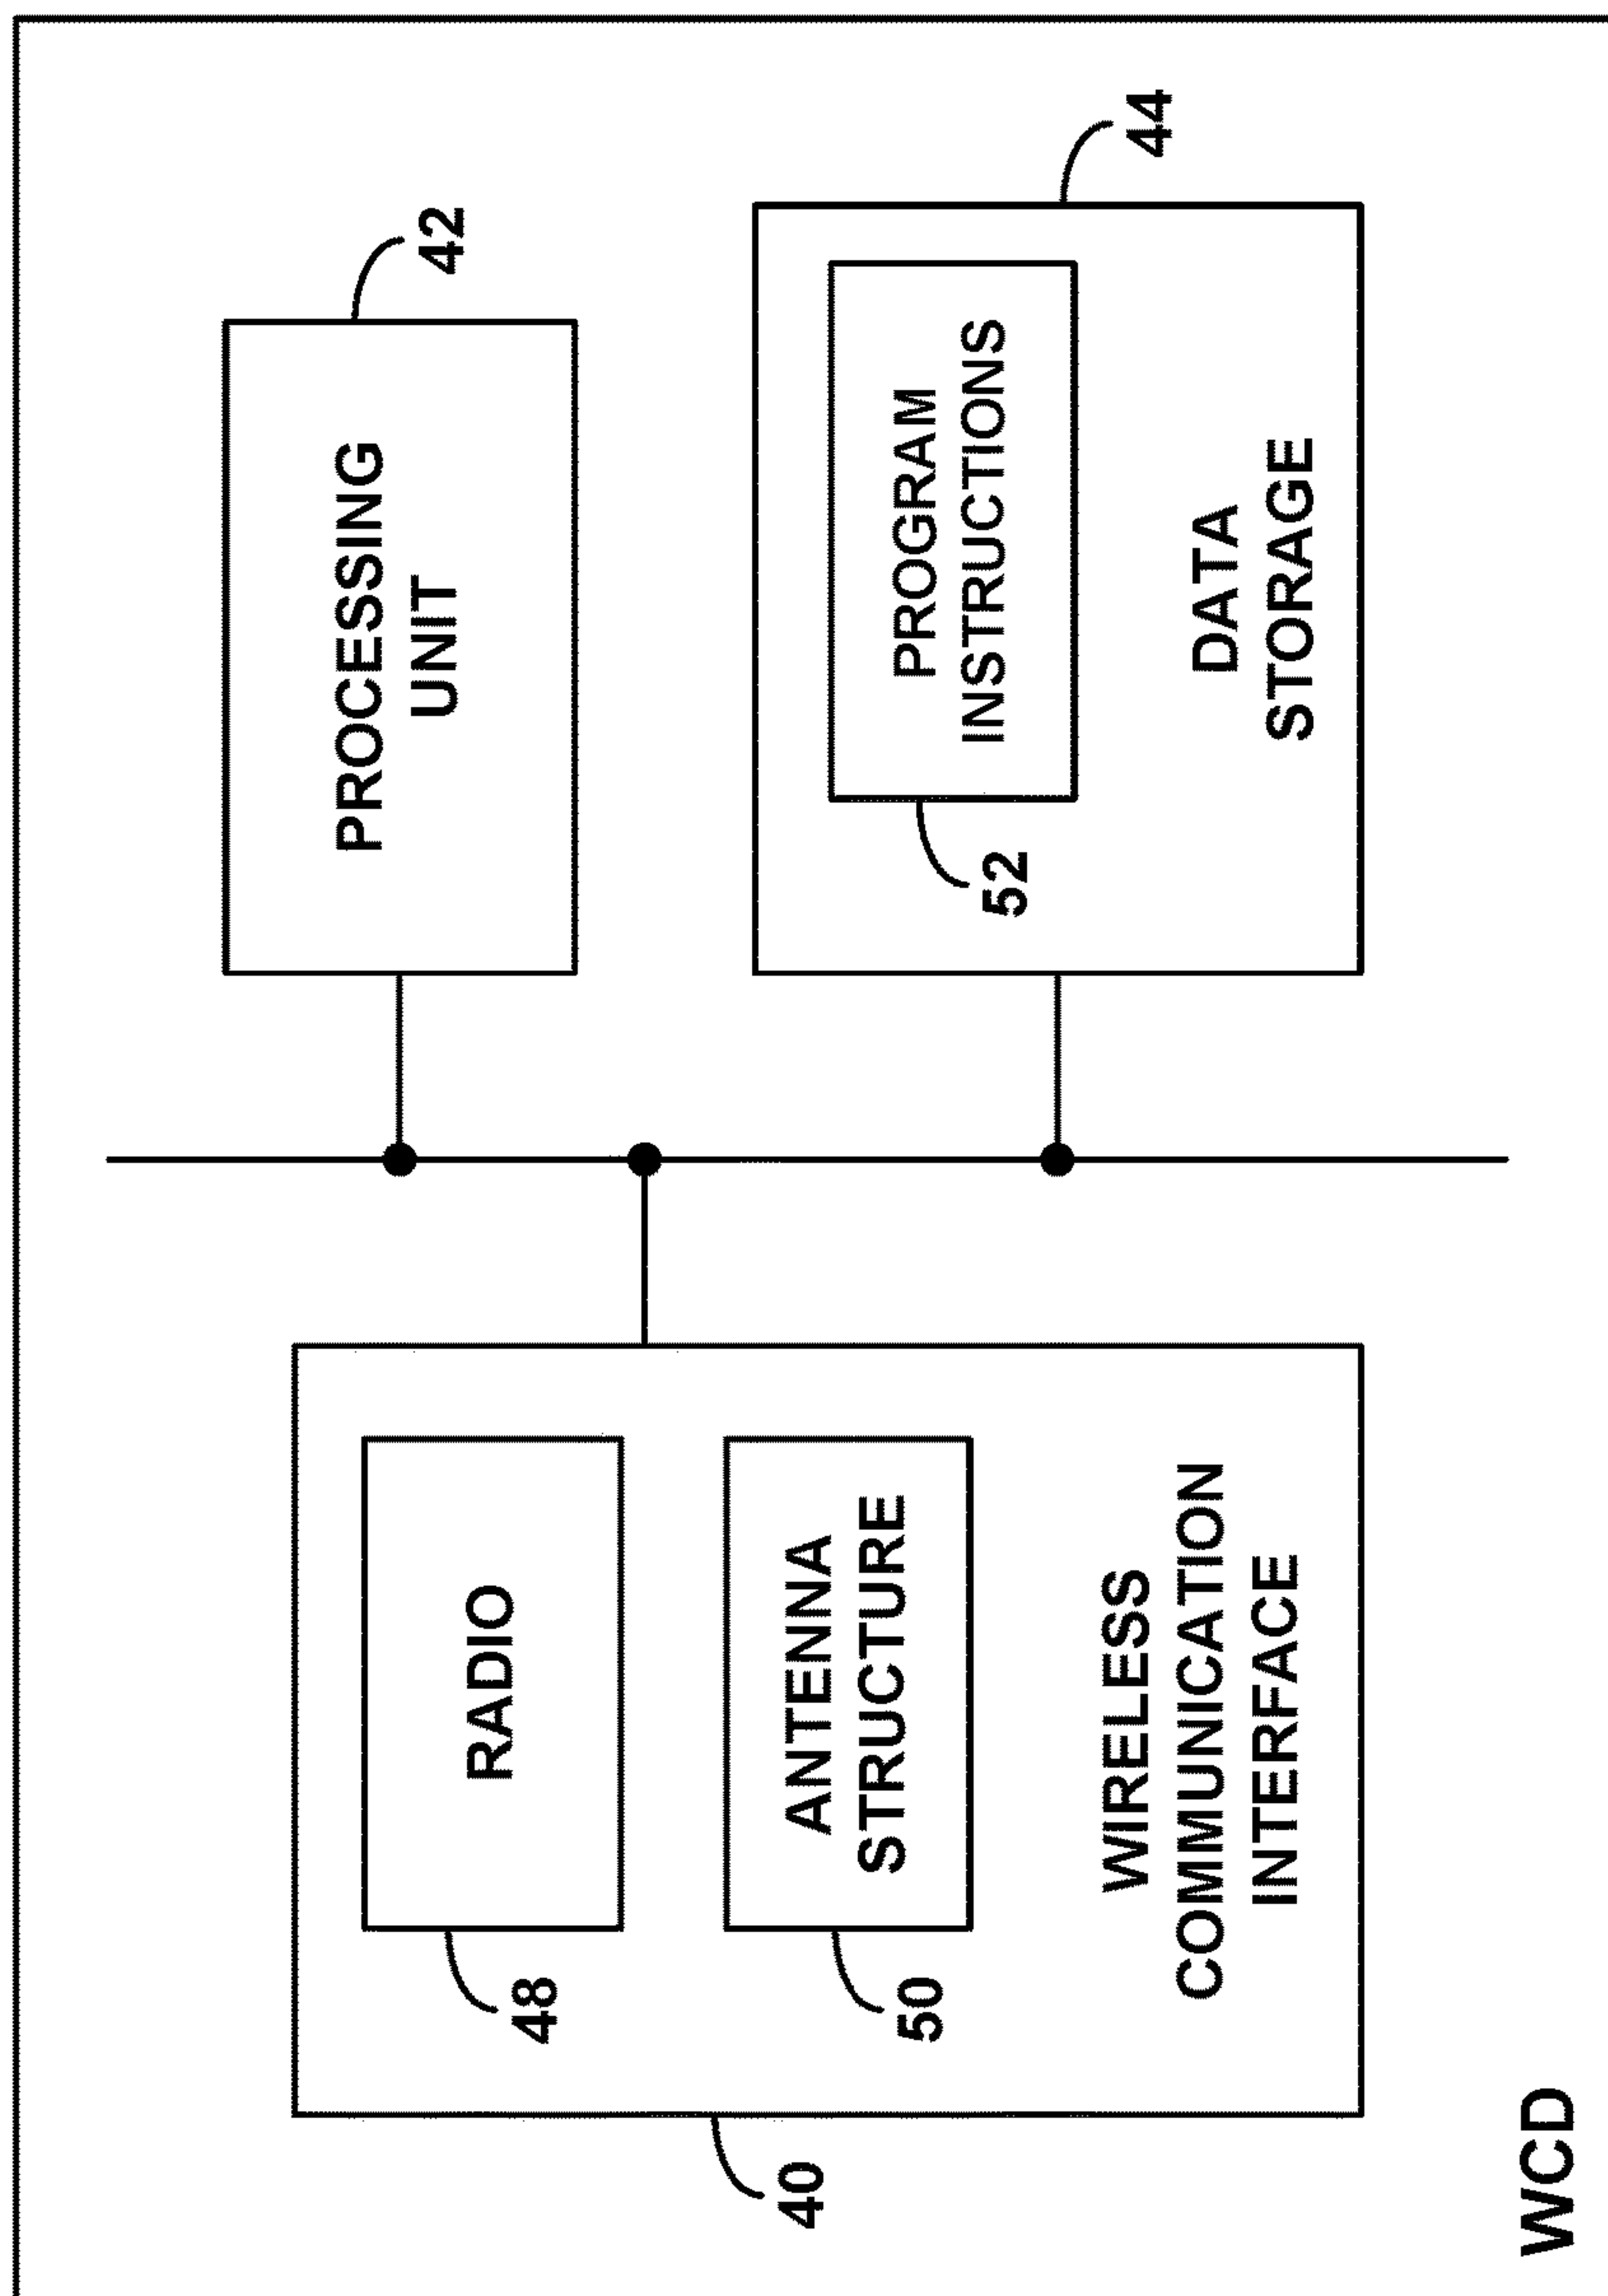 RADIO
48
ANTENNA
STRUCTURE
50
WIRELESS
COMMUNICATION
INTERFACE
40
PROCESSING
UNIT
42
PROGRAM
INSTRUCTIONS
52
DATA
STORAGE
44
WCD